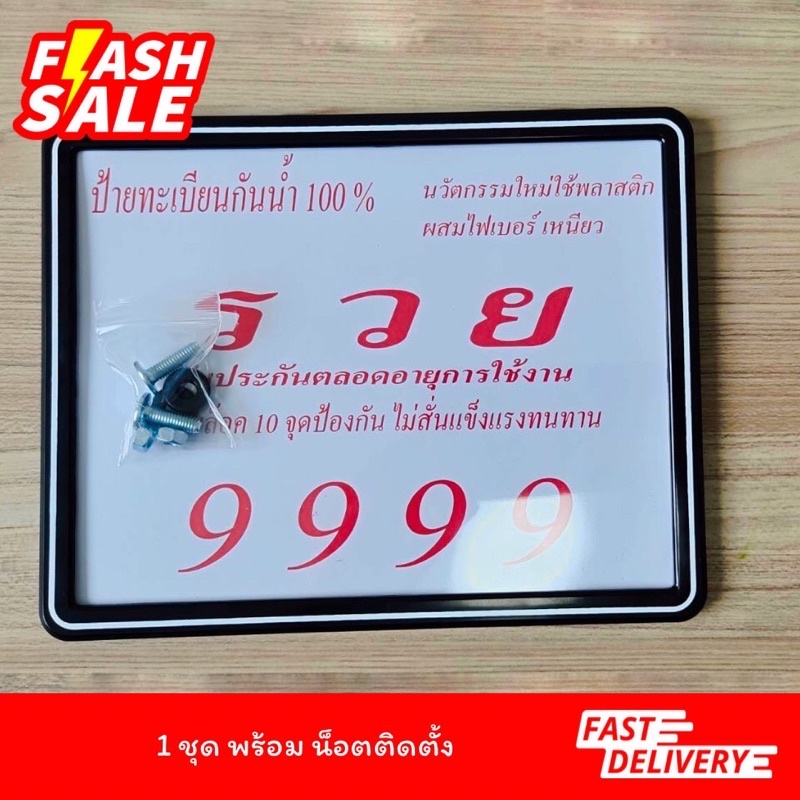 FLASH
SALE
ป้ายทะเบียนกันน้ำ 100 %
นวัตกรรมใหม่ใช้พลาสติก
ผสมไฟเบอร์ เหนียว
รวย
ประกันตลอดอายุการใช้งาน
10 จุดป้องกัน ไม่สั่นแข็งแรงทนทาน
9999
1 ชุด พร้อม น็อตติดตั้ง
FAST
DELIVERY